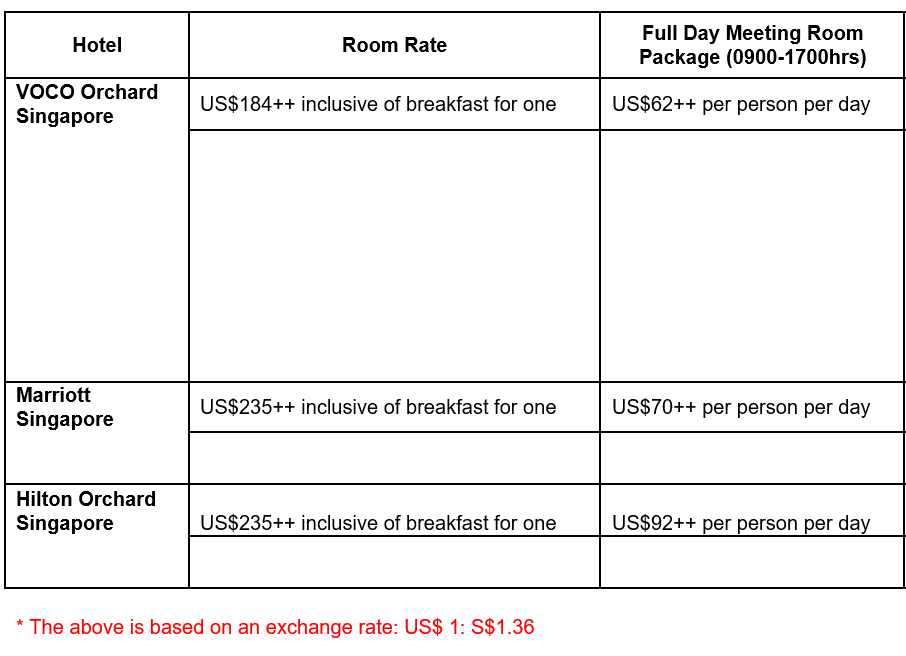 Hotel
Room Rate
Full Day Meeting Room
Package (0900-1700hrs)
VOCO Orchard
Singapore
US$184++ inclusive of breakfast for one
US$62++ per person per day
Marriott
Singapore
US$235++ inclusive of breakfast for one
US$70++ per person per day
Hilton Orchard
Singapore
US$235++ inclusive of breakfast for one
US$92++ per person per day
* The above is based on an exchange rate: US$ 1: S$1.36